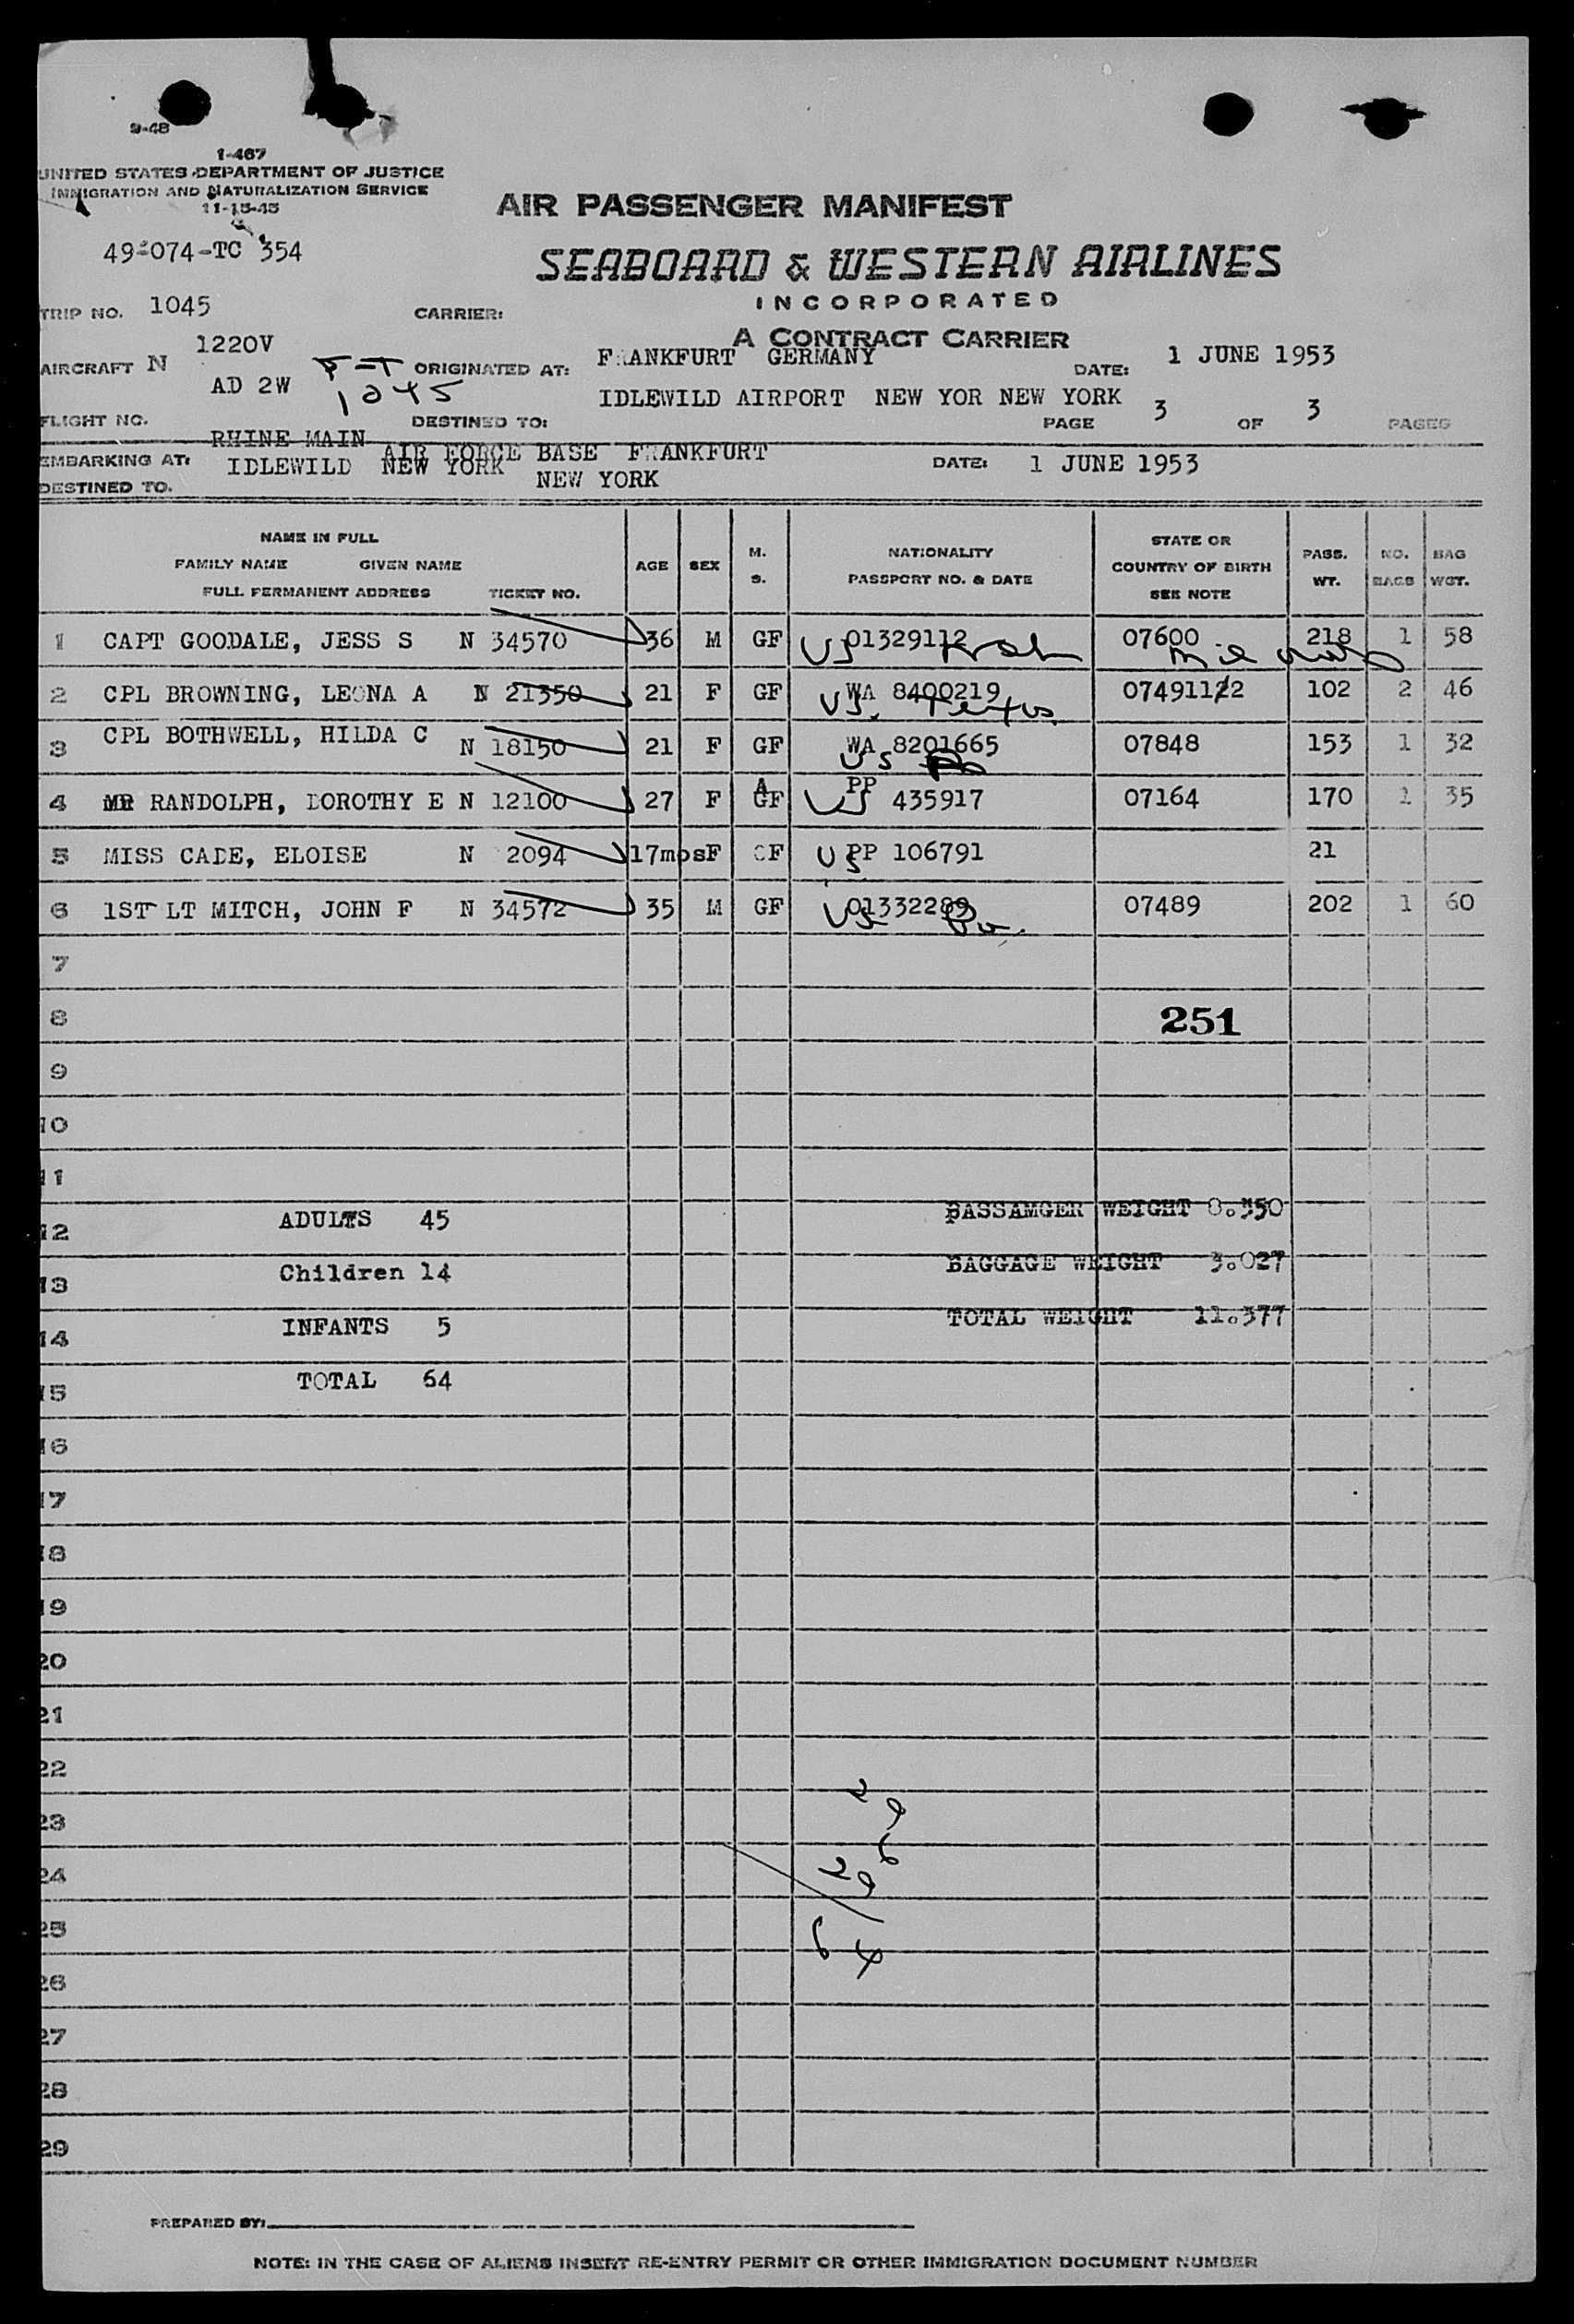 9-48
1-467
UNITED STATES DEPARTMENT OF JUSTICE
IMMIGRATION AND NATURALIZATION SERVICE
11-15-45
AIR PASSENGER MANIFEST
49-074-TC 354
SEABOARD & WESTERN AIRLINES
INCORPORATED
TRIP NO. 1045 CARRIER:
A CONTRACT CARRIER
AIRCRAFT N 1220V ORIGINATED AT: FRANKFURT GERMANY DATE: 1 JUNE 1953
AD 2W 1045
IDLEWILD AIRPORT NEW YOR NEW YORK
FLIGHT NO. DESTINED TO: PAGE 3 OF 3 PAGES
RHINE MAIN AIR FORCE BASE FRANKFURT
EMBARKING AT: IDLEWILD NEW YORK DATE: 1 JUNE 1953
DESTINED TO. NEW YORK
NAME IN FULL
FAMILY NAME GIVEN NAME
FULL PERMANENT ADDRESS TICKET NO. AGE SEX M. S. NATIONALITY PASSPORT NO. & DATE STATE OR COUNTRY OF BIRTH SEE NOTE PASS. WT. NO. BAGS BAG WGT.
1 CAPT GOODALE, JESS S N 34570 36 M GF US 01329112 07600 218 1 58
2 CPL BROWNING, LEONA A N 21350 21 F GF US. WA 8400219 07491122 102 2 46
3 CPL BOTHWELL, HILDA C N 18150 21 F GF US WA 8201665 07848 153 1 32
4 MR RANDOLPH, DOROTHY E N 12100 27 F AGF US PP 435917 07164 170 1 35
5 MISS CADE, ELOISE N 2094 17mos F CF US PP 106791 21
6 1ST LT MITCH, JOHN F N 34572 35 M GF US 01332289 07489 202 1 60
7
8 251
9
10
11
12 ADULTS 45 PASSAMGER WEIGHT 8.350
13 Children 14 BAGGAGE WEIGHT 3.027
14 INFANTS 5 TOTAL WEIGHT 11.377
15 TOTAL 64
16
17
18
19
20
21
22
23 29
24 6
29
25
64
26
27
28
29
PREPARED BY:
NOTE: IN THE CASE OF ALIENS INSERT RE-ENTRY PERMIT OR OTHER IMMIGRATION DOCUMENT NUMBER